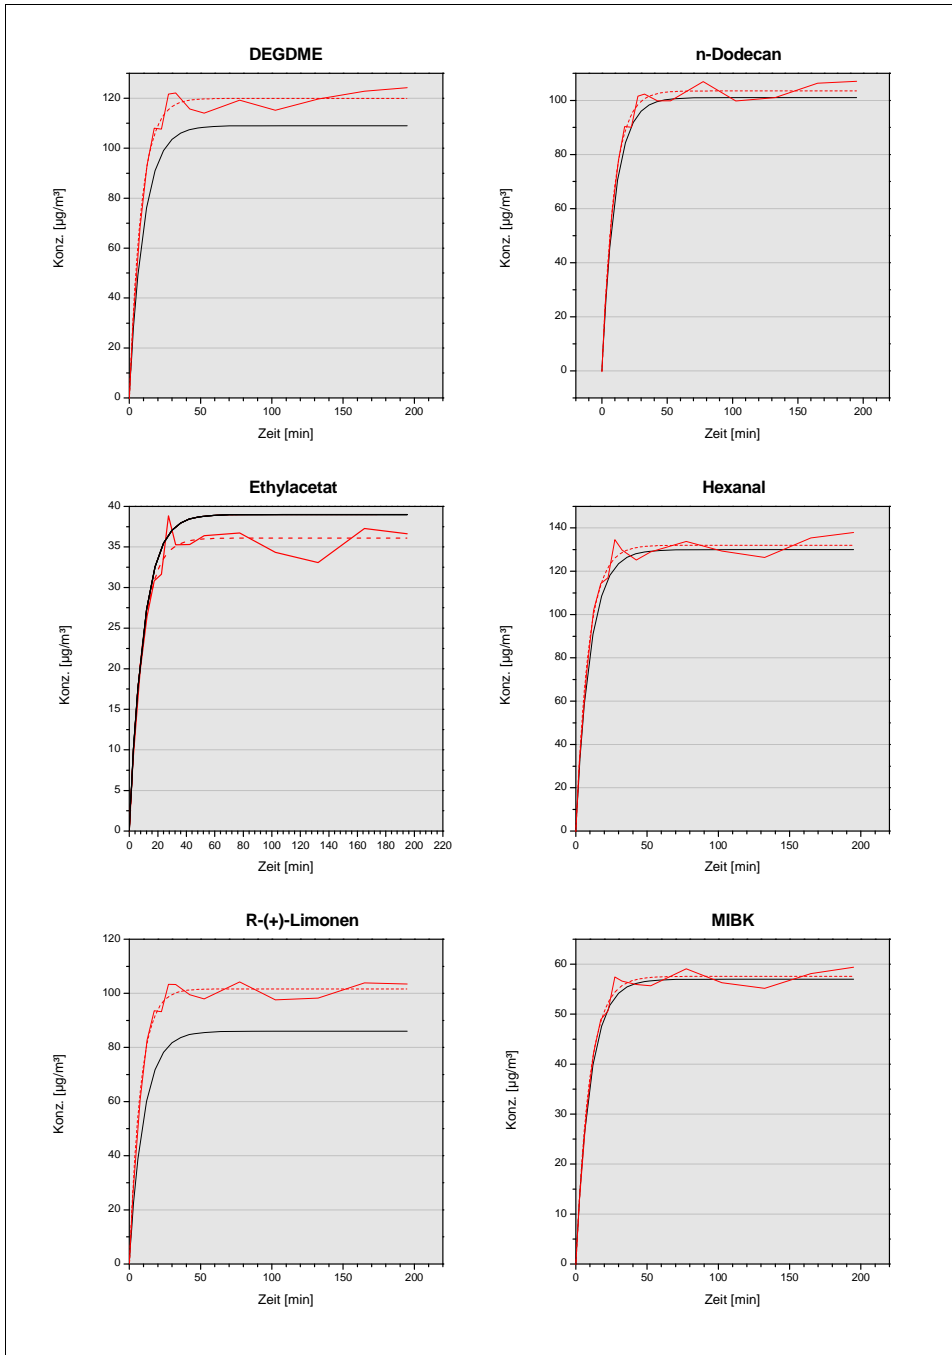 DEGDME
120
100
80
60
40
20
0
Konz. [µg/m³]
0 50 100 150 200
Zeit [min]
n-Dodecan
100
80
60
40
20
0
Konz. [µg/m³]
0 50 100 150 200
Zeit [min]
Ethylacetat
40
35
30
25
20
15
10
5
0
Konz. [µg/m³]
0 20 40 60 80 100 120 140 160 180 200 220
Zeit [min]
Hexanal
140
120
100
80
60
40
20
0
Konz. [µg/m³]
0 50 100 150 200
Zeit [min]
R-(+)-Limonen
120
100
80
60
40
20
0
Konz. [µg/m³]
0 50 100 150 200
Zeit [min]
MIBK
60
50
40
30
20
10
0
Konz. [µg/m³]
0 50 100 150 200
Zeit [min]